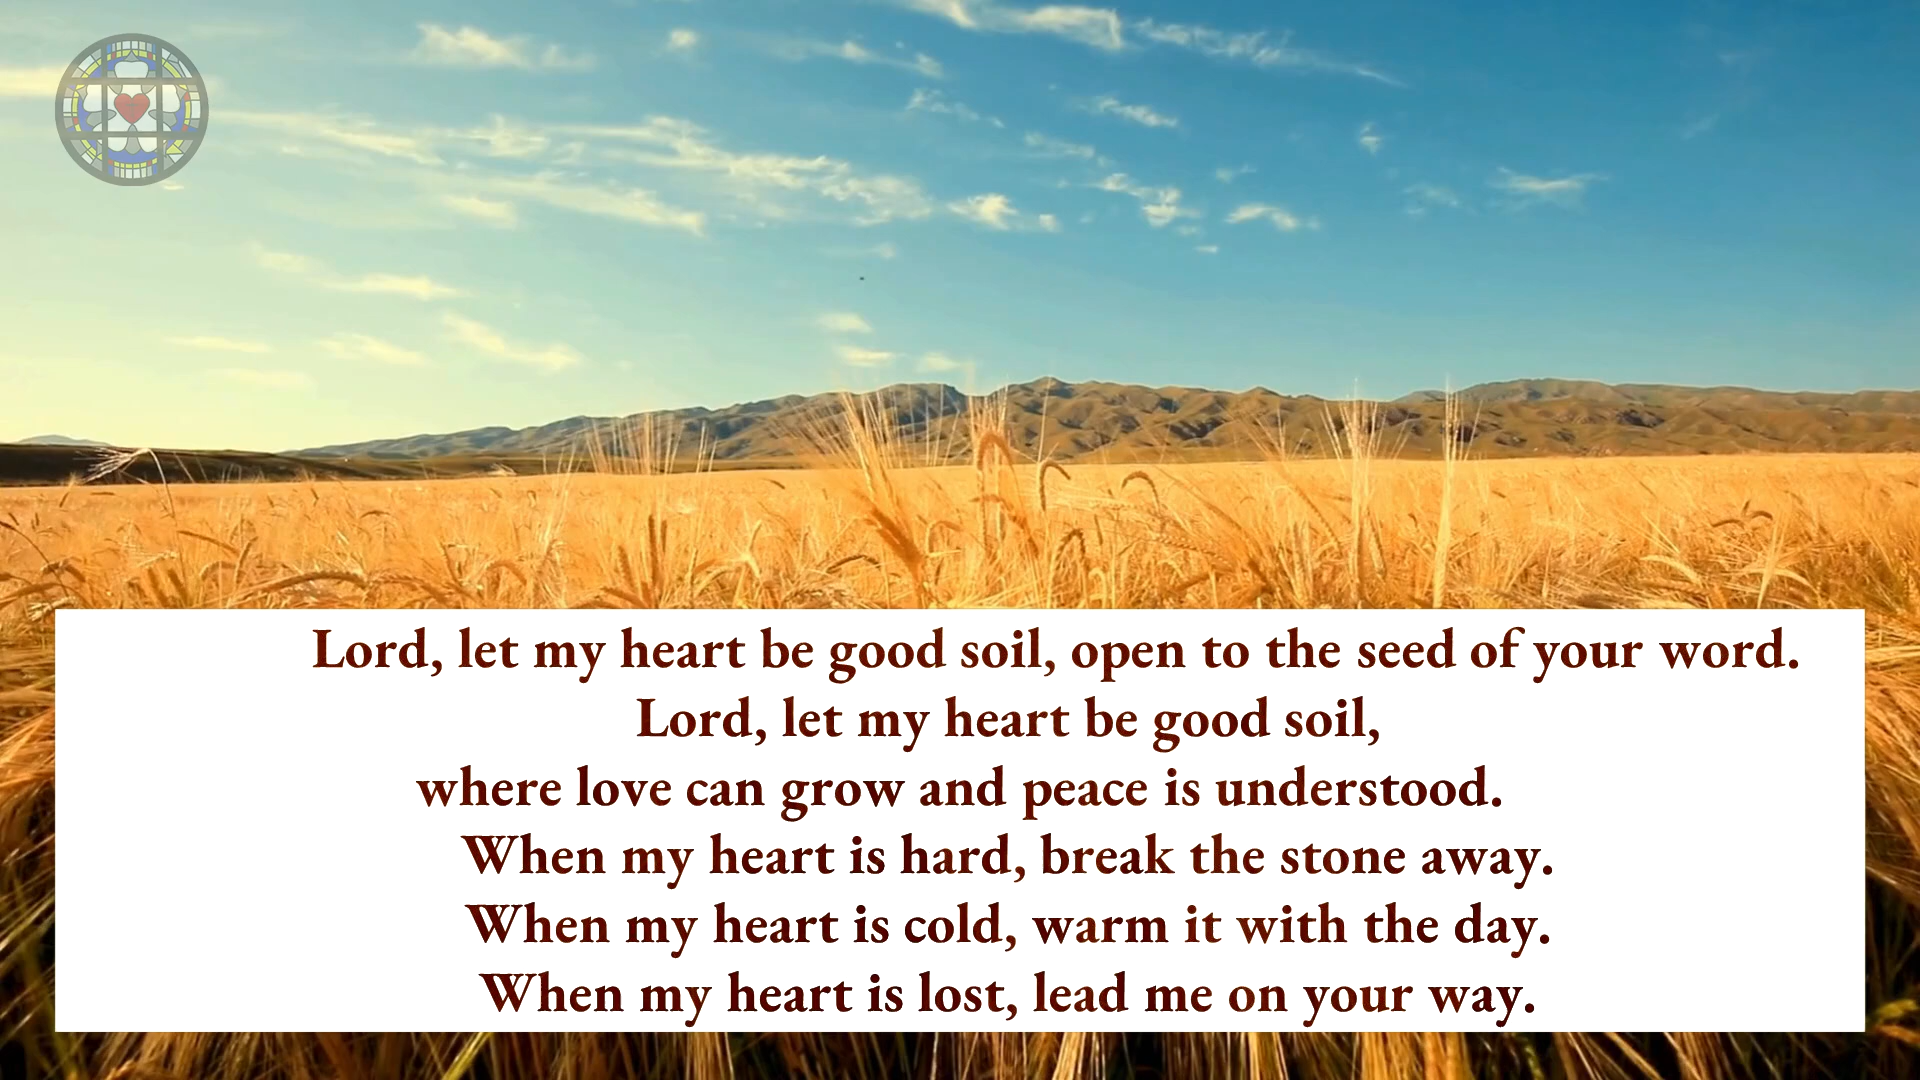 Lord, let my heart be good soil, open to the seed of your word.
Lord, let my heart be good soil,
where love can grow and peace is understood.
When my heart is hard, break the stone away.
When my heart is cold, warm it with the day.
When my heart is lost, lead me on your way.